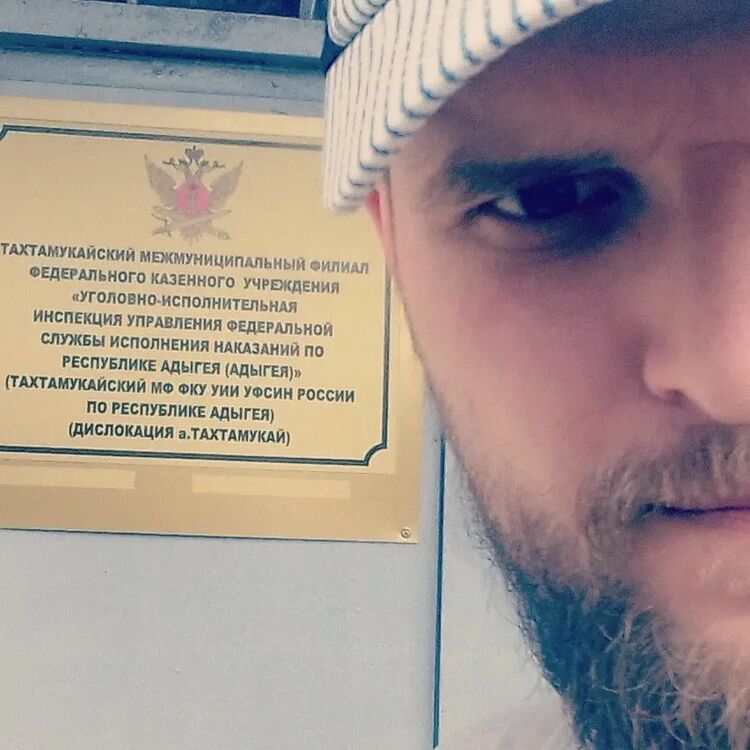 ТАХТАМУКАЙСКИЙ МЕЖМУНИЦИПАЛЬНЫЙ ФИЛИАЛ
ФЕДЕРАЛЬНОГО КАЗЕННОГО УЧРЕЖДЕНИЯ
«УГОЛОВНО-ИСПОЛНИТЕЛЬНАЯ
ИНСПЕКЦИЯ УПРАВЛЕНИЯ ФЕДЕРАЛЬНОЙ
СЛУЖБЫ ИСПОЛНЕНИЯ НАКАЗАНИЙ ПО
РЕСПУБЛИКЕ АДЫГЕЯ (АДЫГЕЯ)»
(ТАХТАМУКАЙСКИЙ МФ ФКУ УИИ УФСИН РОССИИ
ПО РЕСПУБЛИКЕ АДЫГЕЯ)
(ДИСЛОКАЦИЯ а.ТАХТАМУКАЙ)